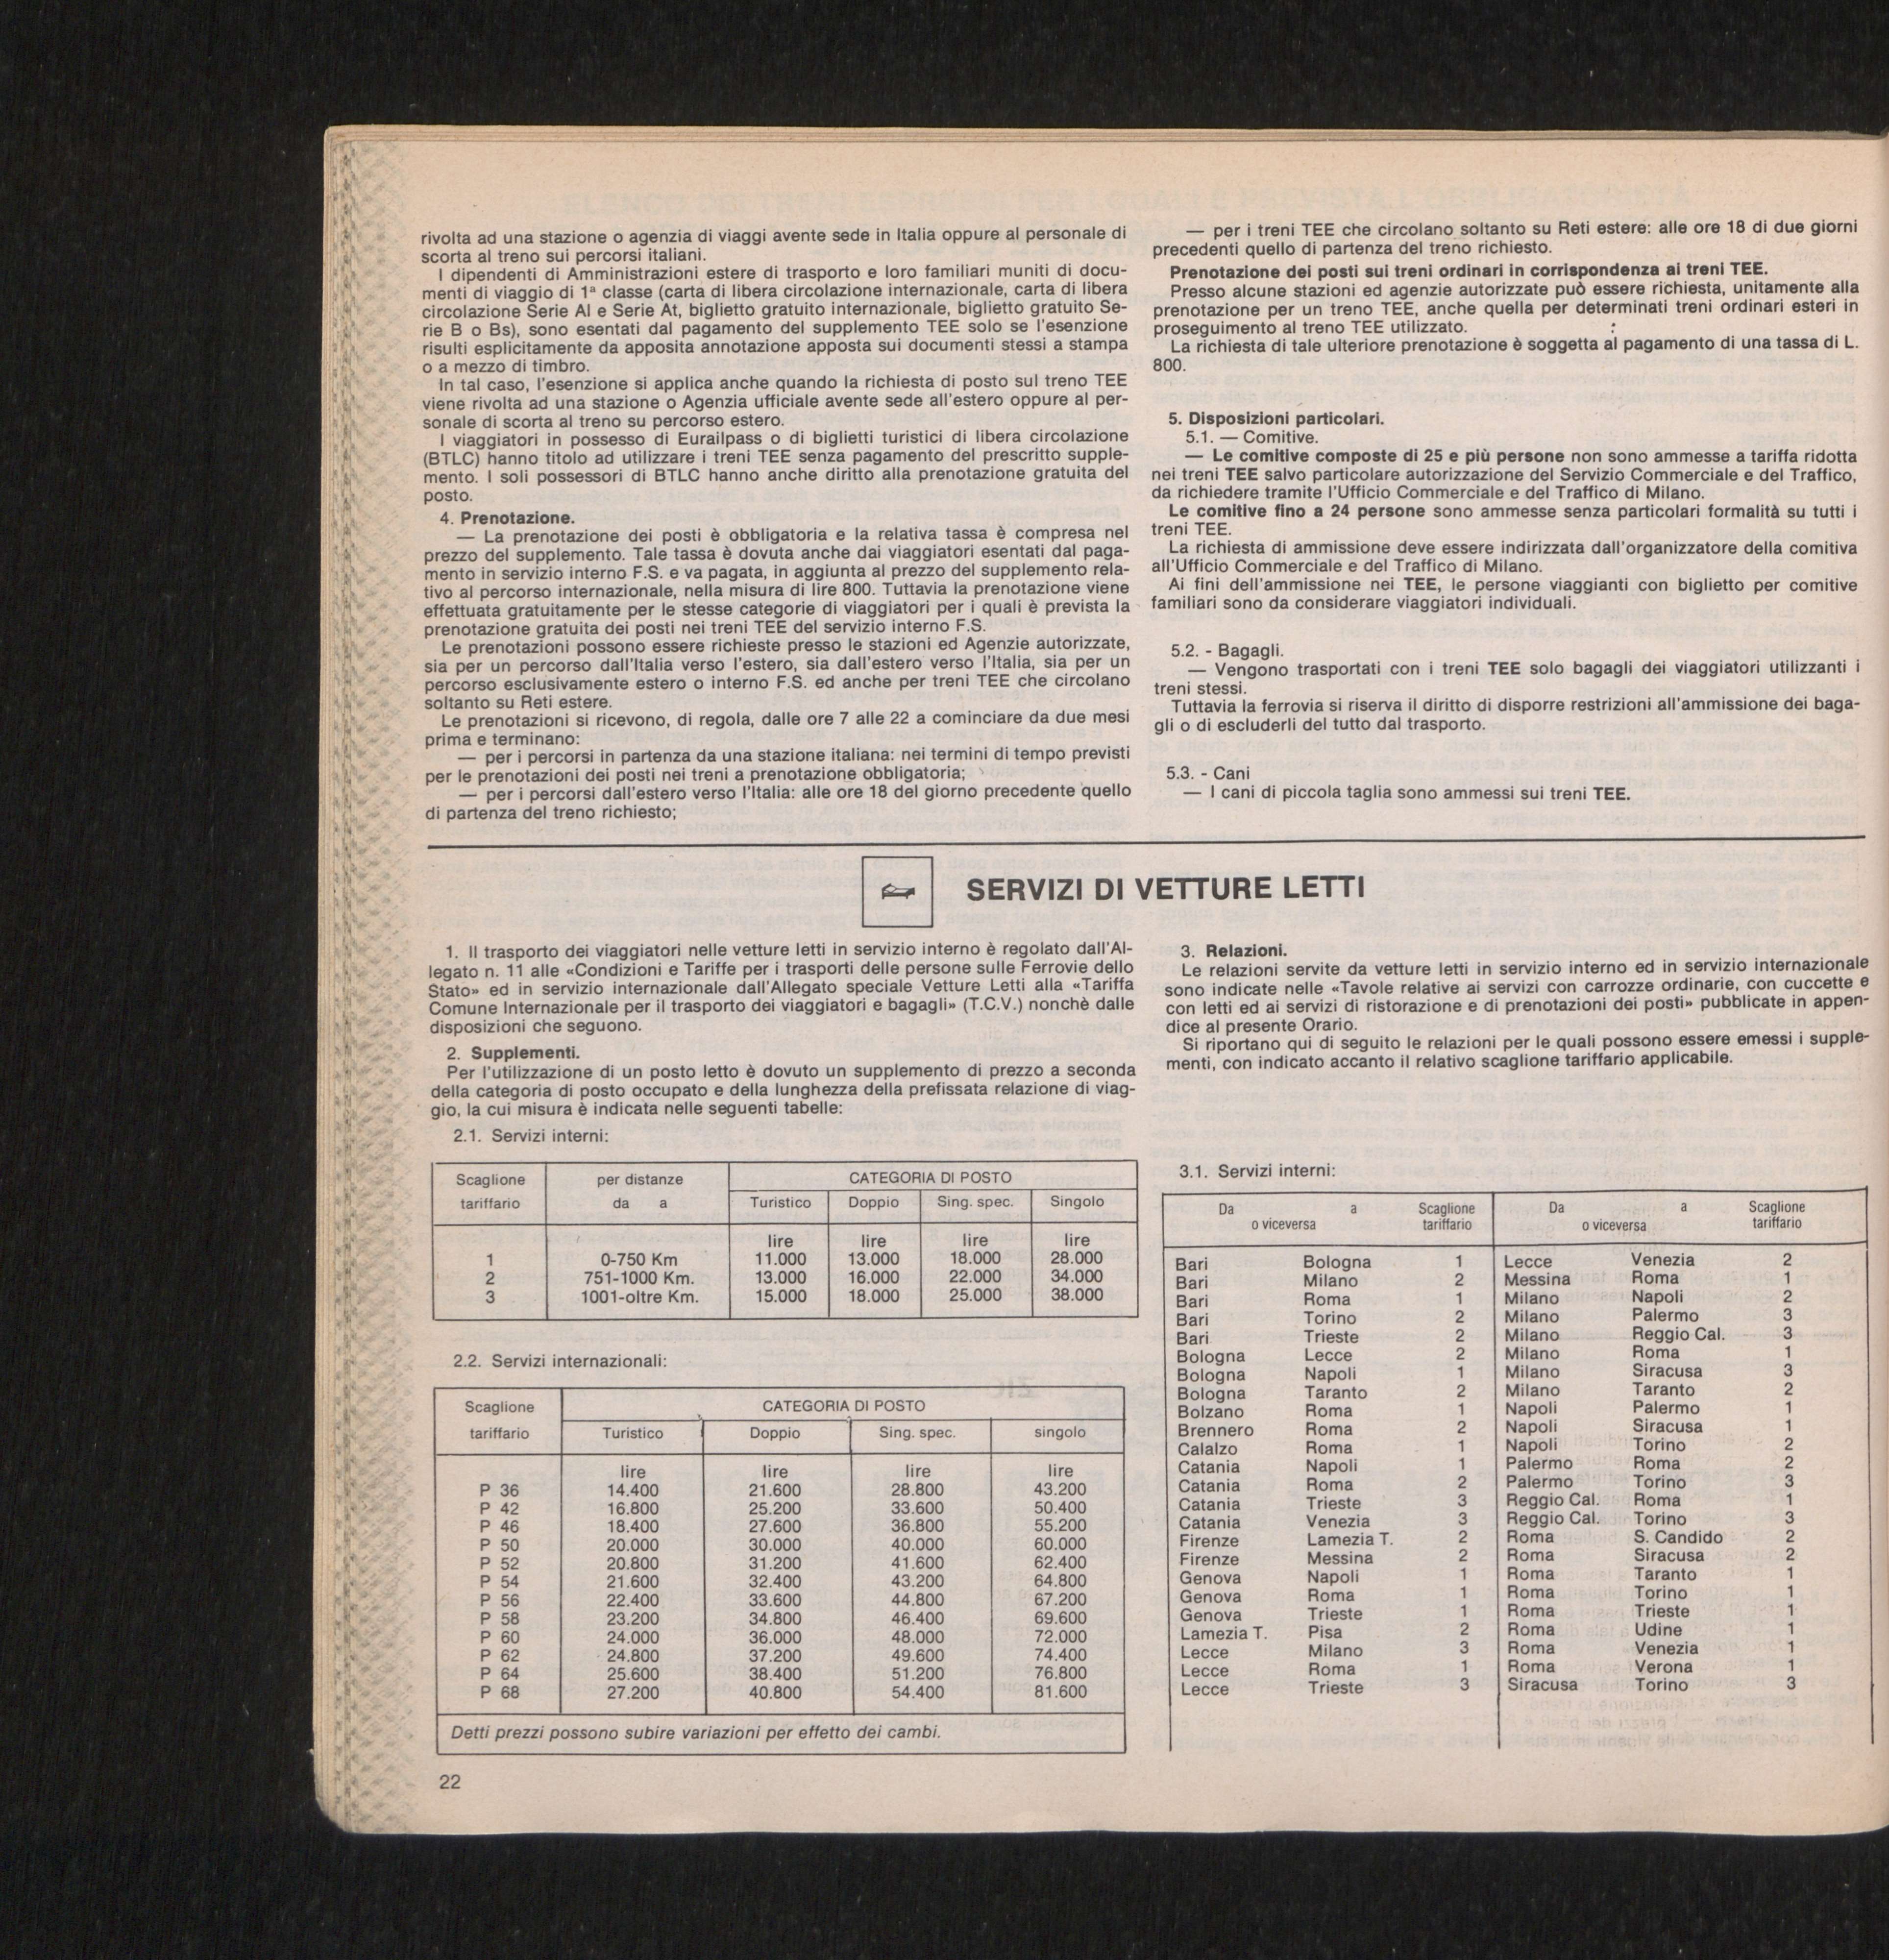 rivolta ad una stazione o agenzia di viaggi avente sede in Italia oppure al personale di
scorta al treno sui percorsi italiani.
I dipendenti di Amministrazioni estere di trasporto e loro familiari muniti di docu-
menti di viaggio di 1ª classe (carta di libera circolazione internazionale, carta di libera
circolazione Serie Al e Serie At, biglietto gratuito internazionale, biglietto gratuito Se-
rie B o Bs), sono esentati dal pagamento del supplemento TEE solo se l'esenzione
risulti esplicitamente da apposita annotazione apposta sui documenti stessi a stampa
o a mezzo di timbro.
In tal caso, l'esenzione si applica anche quando la richiesta di posto sul treno TEE
viene rivolta ad una stazione o Agenzia ufficiale avente sede all'estero oppure al per-
sonale di scorta al treno su percorso estero.
I viaggiatori in possesso di Eurailpass o di biglietti turistici di libera circolazione
(BTLC) hanno titolo ad utilizzare i treni TEE senza pagamento del prescritto supple-
mento. I soli possessori di BTLC hanno anche diritto alla prenotazione gratuita del
posto.
4. Prenotazione.
— La prenotazione dei posti è obbligatoria e la relativa tassa è compresa nel
prezzo del supplemento. Tale tassa è dovuta anche dai viaggiatori esentati dal paga-
mento in servizio interno F.S. e va pagata, in aggiunta al prezzo del supplemento rela-
tivo al percorso internazionale, nella misura di lire 800. Tuttavia la prenotazione viene
effettuata gratuitamente per le stesse categorie di viaggiatori per i quali è prevista la
prenotazione gratuita dei posti nei treni TEE del servizio interno F.S.
Le prenotazioni possono essere richieste presso le stazioni ed Agenzie autorizzate,
sia per un percorso dall'Italia verso l'estero, sia dall'estero verso l'Italia, sia per un
percorso esclusivamente estero o interno F.S. ed anche per treni TEE che circolano
soltanto su Reti estere.
Le prenotazioni si ricevono, di regola, dalle ore 7 alle 22 a cominciare da due mesi
prima e terminano:
— per i percorsi in partenza da una stazione italiana: nei termini di tempo previsti
per le prenotazioni dei posti nei treni a prenotazione obbligatoria;
— per i percorsi dall'estero verso l'Italia: alle ore 18 del giorno precedente quello
di partenza del treno richiesto;
— per i treni TEE che circolano soltanto su Reti estere: alle ore 18 di due giorni
precedenti quello di partenza del treno richiesto.
Prenotazione dei posti sui treni ordinari in corrispondenza ai treni TEE.
Presso alcune stazioni ed agenzie autorizzate può essere richiesta, unitamente alla
prenotazione per un treno TEE, anche quella per determinati treni ordinari esteri in
proseguimento al treno TEE utilizzato.
La richiesta di tale ulteriore prenotazione è soggetta al pagamento di una tassa di L.
800.
5. Disposizioni particolari.
5.1. — Comitive.
— Le comitive composte di 25 e più persone non sono ammesse a tariffa ridotta
nei treni TEE salvo particolare autorizzazione del Servizio Commerciale e del Traffico,
da richiedere tramite l'Ufficio Commerciale e del Traffico di Milano.
Le comitive fino a 24 persone sono ammesse senza particolari formalità su tutti i
treni TEE.
La richiesta di ammissione deve essere indirizzata dall'organizzatore della comitiva
all'Ufficio Commerciale e del Traffico di Milano.
Ai fini dell'ammissione nei TEE, le persone viaggianti con biglietto per comitive
familiari sono da considerare viaggiatori individuali.
5.2. - Bagagli.
— Vengono trasportati con i treni TEE solo bagagli dei viaggiatori utilizzanti i
treni stessi.
Tuttavia la ferrovia si riserva il diritto di disporre restrizioni all'ammissione dei baga-
gli o di escluderli del tutto dal trasporto.
5.3. - Cani
— I cani di piccola taglia sono ammessi sui treni TEE.
SERVIZI DI VETTURE LETTI
1. Il trasporto dei viaggiatori nelle vetture letti in servizio interno è regolato dall'Al-
legato n. 11 alle «Condizioni e Tariffe per i trasporti delle persone sulle Ferrovie dello
Stato» ed in servizio internazionale dall'Allegato speciale Vetture Letti alla «Tariffa
Comune Internazionale per il trasporto dei viaggiatori e bagagli» (T.C.V.) nonchè dalle
disposizioni che seguono.
2. Supplementi.
Per l'utilizzazione di un posto letto è dovuto un supplemento di prezzo a seconda
della categoria di posto occupato e della lunghezza della prefissata relazione di viag-
gio, la cui misura è indicata nelle seguenti tabelle:
2.1. Servizi interni:
Scaglione per distanze CATEGORIA DI POSTO
tariffario da a Turistico Doppio Sing. spec. Singolo
lire lire lire lire
1 0-750 Km 11.000 13.000 18.000 28.000
2 751-1000 Km. 13.000 16.000 22.000 34.000
3 1001-oltre Km. 15.000 18.000 25.000 38.000
2.2. Servizi internazionali:
Scaglione CATEGORIA DI POSTO
tariffario Turistico Doppio Sing. spec. singolo
lire lire lire lire
P 36 14.400 21.600 28.800 43.200
P 42 16.800 25.200 33.600 50.400
P 46 18.400 27.600 36.800 55.200
P 50 20.000 30.000 40.000 60.000
P 52 20.800 31.200 41.600 62.400
P 54 21.600 32.400 43.200 64.800
P 56 22.400 33.600 44.800 67.200
P 58 23.200 34.800 46.400 69.600
P 60 24.000 36.000 48.000 72.000
P 62 24.800 37.200 49.600 74.400
P 64 25.600 38.400 51.200 76.800
P 68 27.200 40.800 54.400 81.600
Detti prezzi possono subire variazioni per effetto dei cambi.
3. Relazioni.
Le relazioni servite da vetture letti in servizio interno ed in servizio internazionale
sono indicate nelle «Tavole relative ai servizi con carrozze ordinarie, con cuccette e
con letti ed ai servizi di ristorazione e di prenotazioni dei posti» pubblicate in appen-
dice al presente Orario.
Si riportano qui di seguito le relazioni per le quali possono essere emessi i supple-
menti, con indicato accanto il relativo scaglione tariffario applicabile.
3.1. Servizi interni:
Da a Scaglione Da a Scaglione
o viceversa tariffario o viceversa tariffario
Bari Bologna 1 Lecce Venezia 2
Bari Milano 2 Messina Roma 1
Bari Roma 1 Milano Napoli 2
Bari Torino 2 Milano Palermo 3
Bari Trieste 2 Milano Reggio Cal. 3
Bologna Lecce 2 Milano Roma 1
Bologna Napoli 1 Milano Siracusa 3
Bologna Taranto 2 Milano Taranto 2
Bolzano Roma 1 Napoli Palermo 1
Brennero Roma 2 Napoli Siracusa 1
Calalzo Roma 1 Napoli Torino 2
Catania Napoli 1 Palermo Roma 2
Catania Roma 2 Palermo Torino 3
Catania Trieste 3 Reggio Cal. Roma 1
Catania Venezia 3 Reggio Cal. Torino 3
Firenze Lamezia T. 2 Roma S. Candido 2
Firenze Messina 2 Roma Siracusa 2
Genova Napoli 1 Roma Taranto 1
Genova Roma 1 Roma Torino 1
Genova Trieste 1 Roma Trieste 1
Lamezia T. Pisa 2 Roma Udine 1
Lecce Milano 3 Roma Venezia 1
Lecce Roma 1 Roma Verona 1
Lecce Trieste 3 Siracusa Torino 3
22